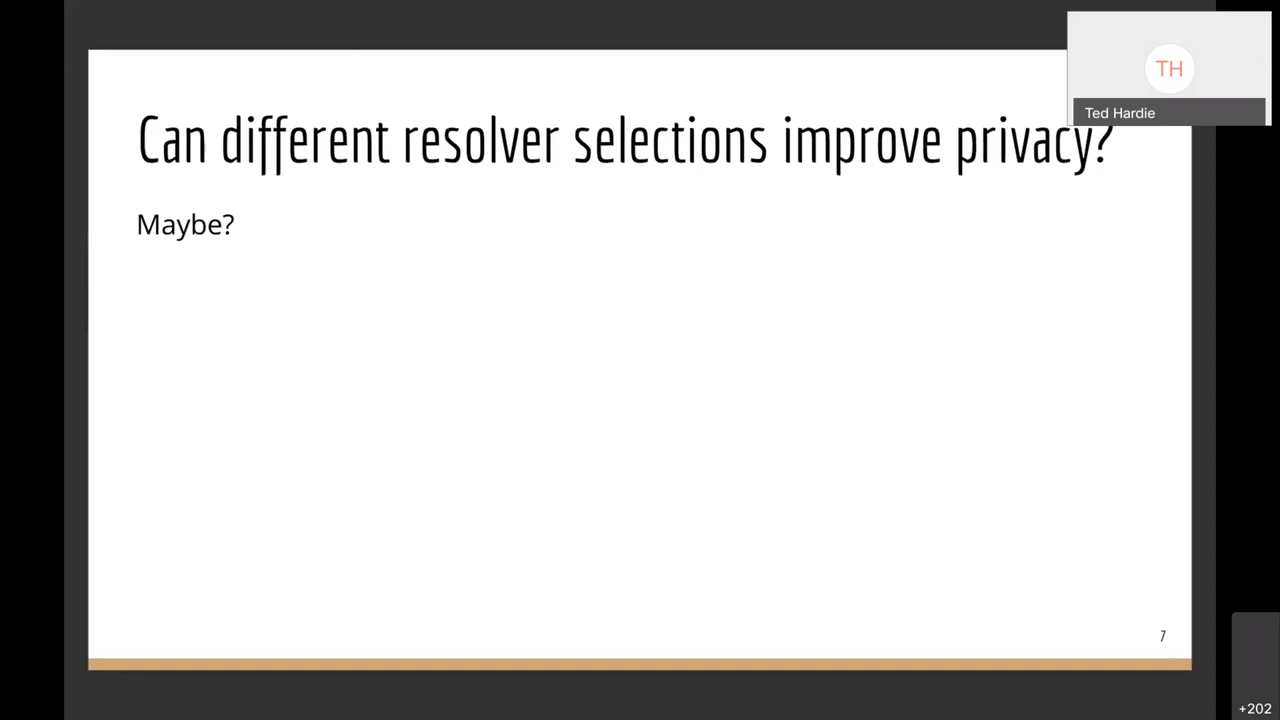 TH
Ted Hardie
Can different resolver selections improve privacy?
Maybe?
7
+202